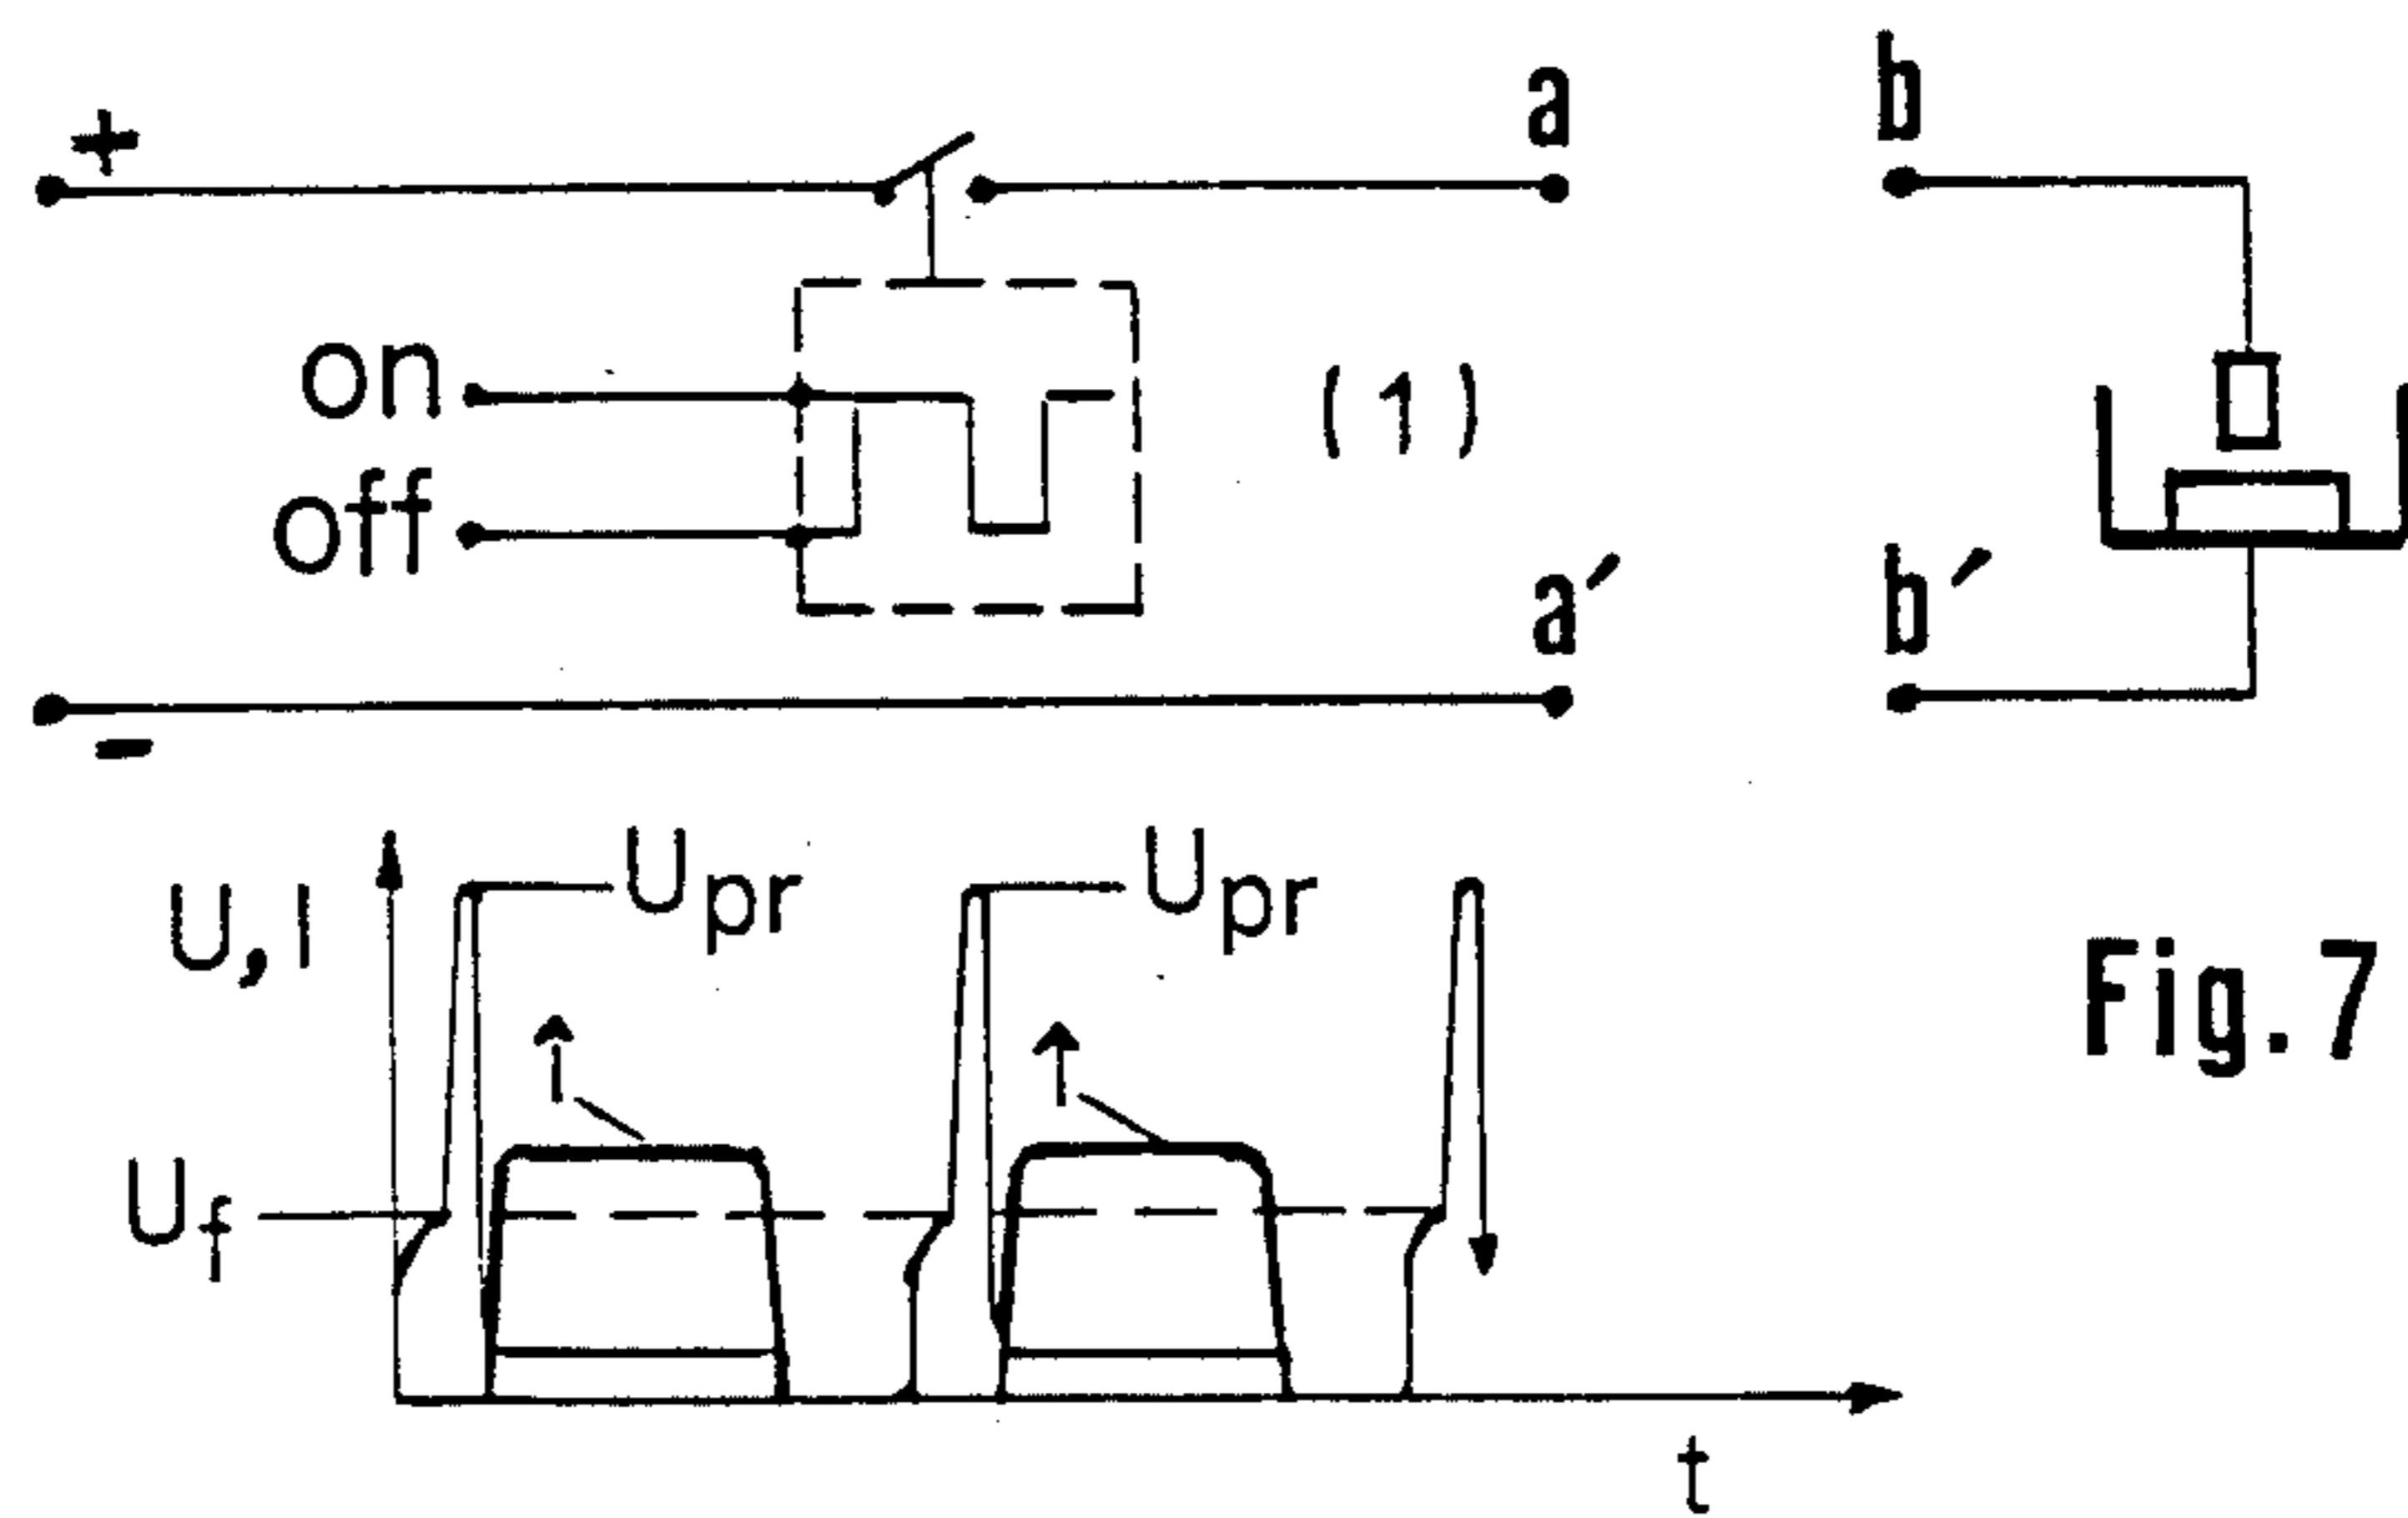 + a b
on
(1)
off
a′ b′
-
U,I Upr Upr
Fig.7
I I
Uf
t